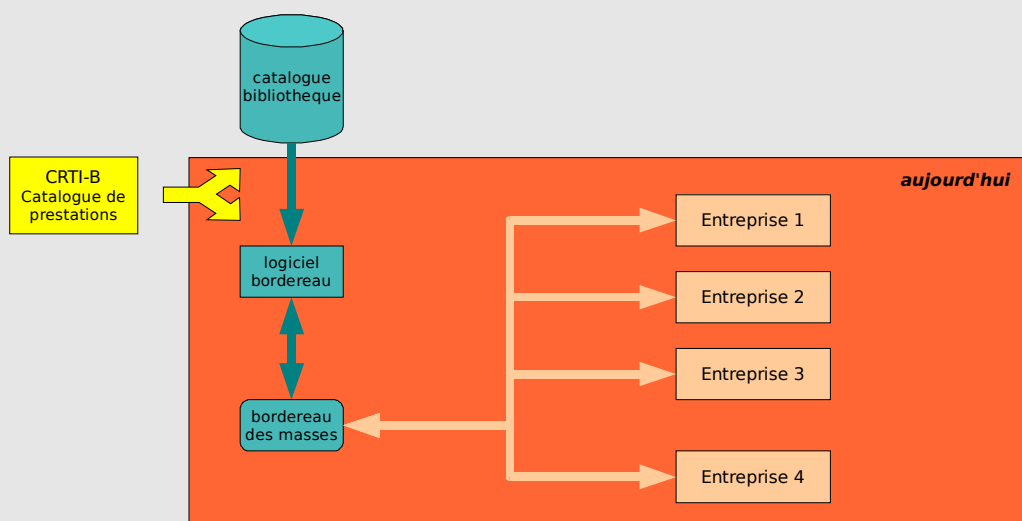 catalogue
bibliotheque
CRTI-B
Catalogue de
prestations
aujourd'hui
Entreprise 1
logiciel
bordereau
Entreprise 2
Entreprise 3
bordereau
des masses
Entreprise 4